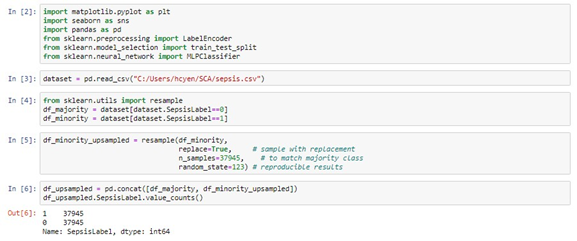 In [2]: import matplotlib.pyplot as plt
import seaborn as sns
import pandas as pd
from sklearn.preprocessing import LabelEncoder
from sklearn.model_selection import train_test_split
from sklearn.neural_network import MLPClassifier
In [3]: dataset = pd.read_csv("C:/Users/hcyen/SCA/sepsis.csv")
In [4]: from sklearn.utils import resample
df_majority = dataset[dataset.SepsisLabel==0]
df_minority = dataset[dataset.SepsisLabel==1]
In [5]: df_minority_upsampled = resample(df_minority,
replace=True, # sample with replacement
n_samples=37945, # to match majority class
random_state=123) # reproducible results
In [6]: df_upsampled = pd.concat([df_majority, df_minority_upsampled])
df_upsampled.SepsisLabel.value_counts()
Out[6]: 1 37945
0 37945
Name: SepsisLabel, dtype: int64